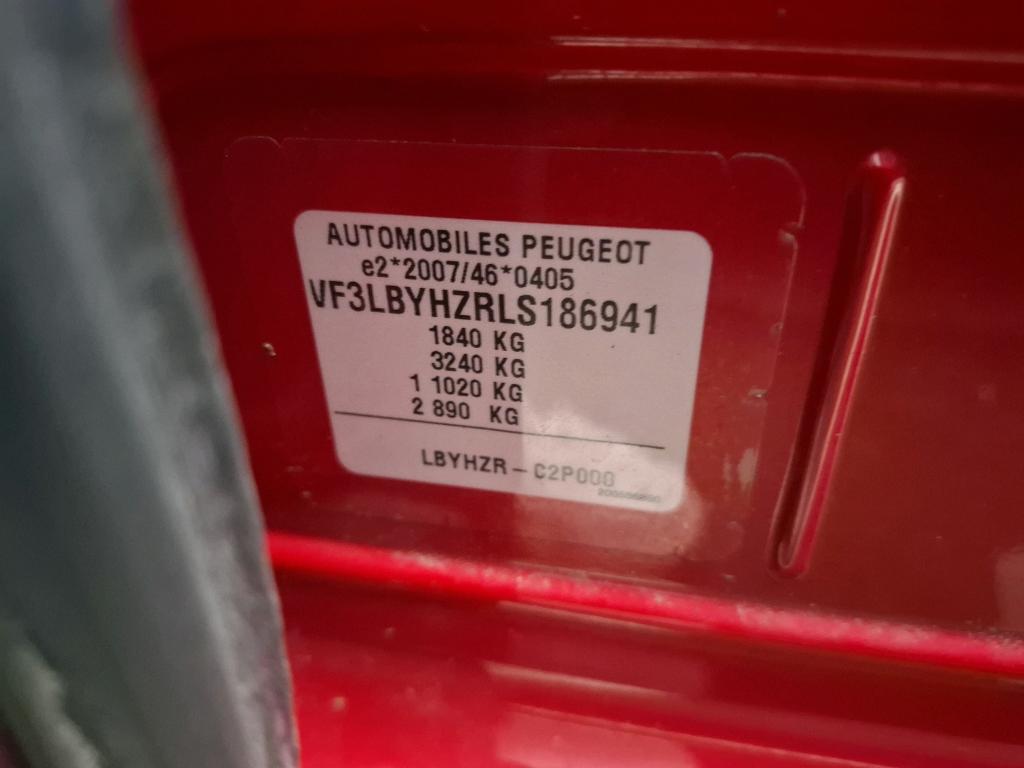 AUTOMOBILES PEUGEOT
e2*2007/46*0405
VF3LBYHZRLS186941
1840 KG
3240 KG
1 1020 KG
2 890 KG
LBYHZR - C2P000